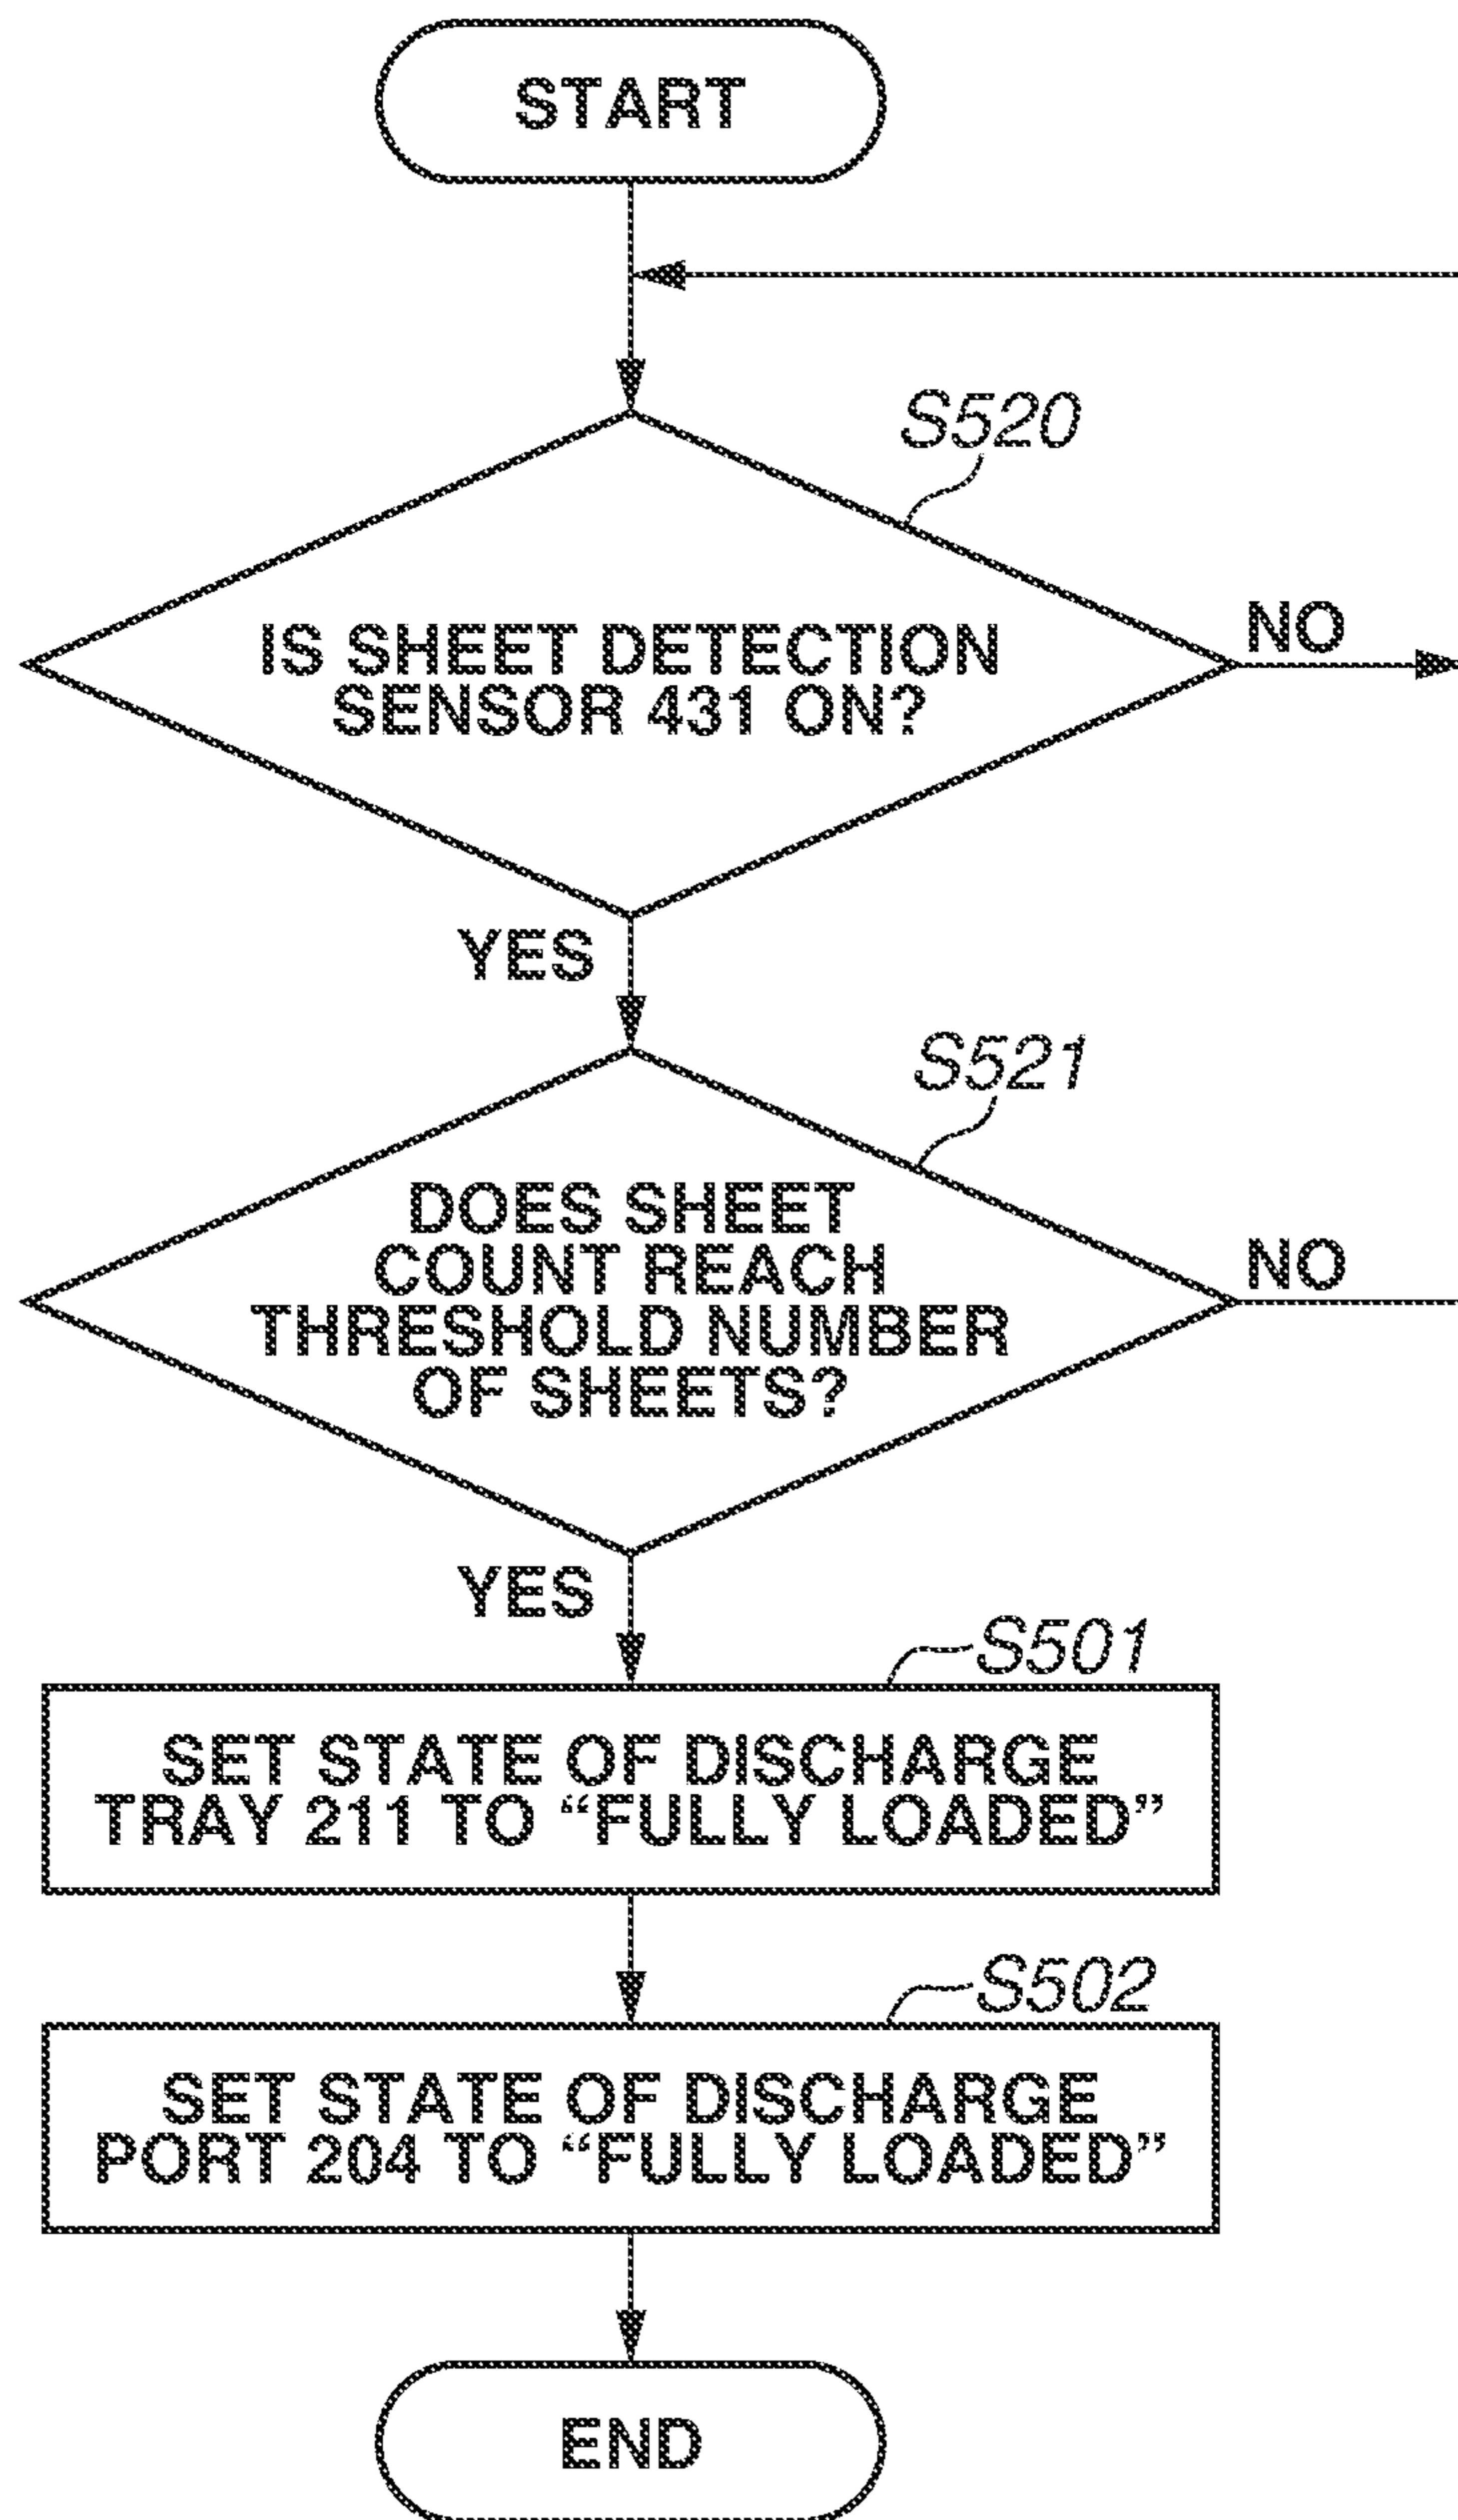 START
S520
IS SHEET DETECTION
SENSOR 431 ON?
NO
YES
S521
DOES SHEET
COUNT REACH
THRESHOLD NUMBER
OF SHEETS?
NO
YES
S501
SET STATE OF DISCHARGE
TRAY 211 TO “FULLY LOADED”
S502
SET STATE OF DISCHARGE
PORT 204 TO “FULLY LOADED”
END